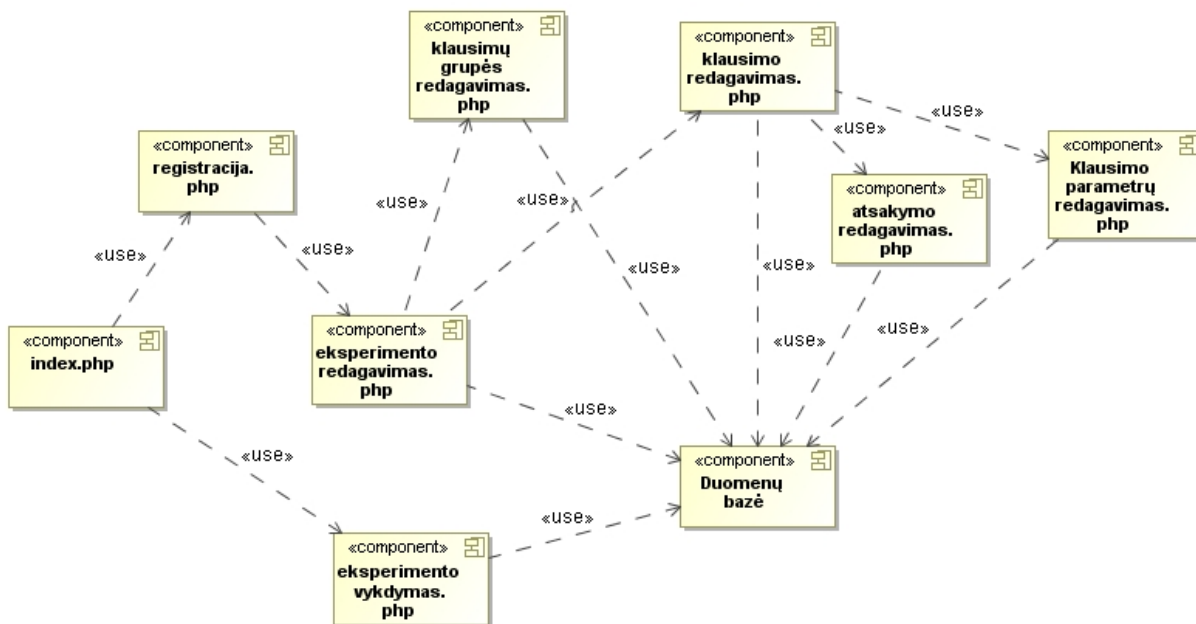 «component»
klausimų
grupės
redagavimas.
php
«component»
klausimo
redagavimas.
php
«use»
«use»
«component»
registracija.
php
«component»
Klausimo
parametrų
redagavimas.
php
«component»
atsakymo
redagavimas.
php
«use»
«use»
«use»
«use»
«use»
«use»
«use»
«component»
index.php
«component»
eksperimento
redagavimas.
php
«use»
«use»
«use»
«use»
«component»
Duomenų
bazė
«use»
«component»
eksperimento
vykdymas.
php